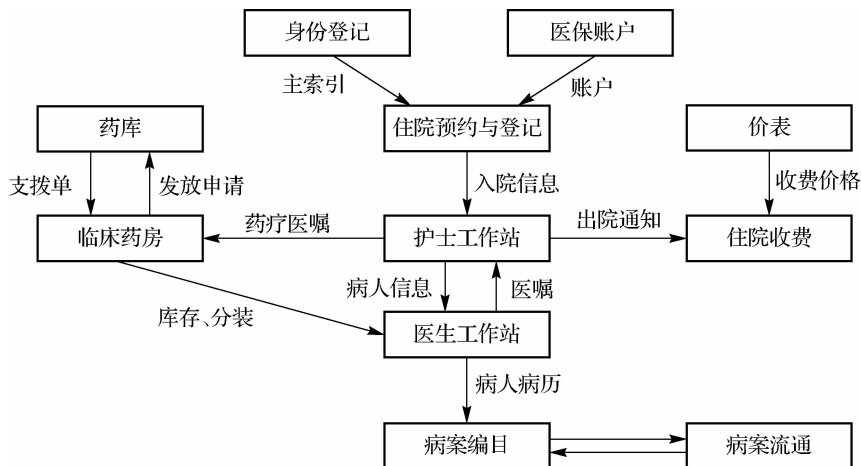 身份登记
医保账户
主索引
账户
药库
住院预约与登记
价表
支拨单
发放申请
入院信息
收费价格
临床药房
药疗医嘱
护士工作站
出院通知
住院收费
病人信息
医嘱
库存、分装
医生工作站
病人病历
病案编目
病案流通